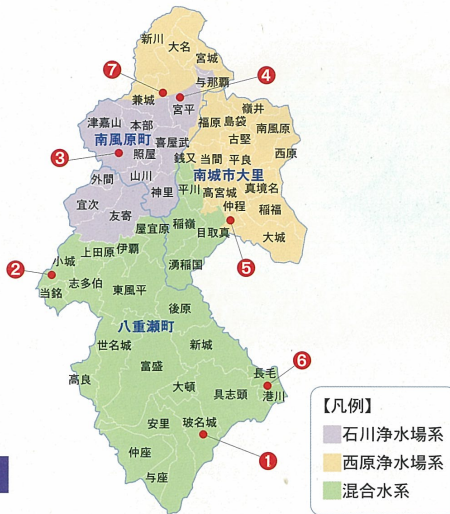 新川
大名
宮城
⑦
④
与那覇
兼城
宮平
嶺井
津嘉山
本部
福原
島袋
南風原
喜屋武
古堅
南風原町
③
照屋
銭又
当間
平良
西原
外間
山川
南城市大里
神里
平川
高宮城
真境名
宜次
友寄
仲程
稲福
屋宜原
稲嶺
目取真
大城
⑤
小城
上田原
伊覇
②
湧稲国
当銘
志多伯
東風平
後原
八重瀬町
世名城
新城
富盛
⑥
長毛
高良
大頓
具志頭
港川
安里
玻名城
①
仲座
与座
【凡例】
石川浄水場系
西原浄水場系
混合水系